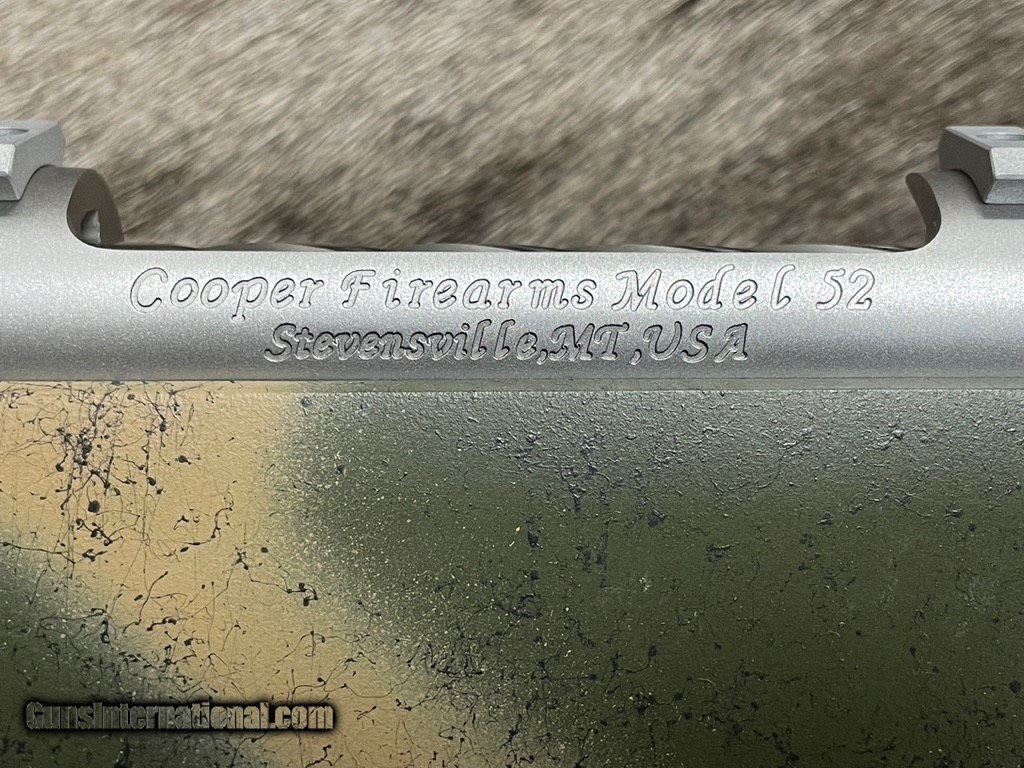 Cooper Firearms Model 52
Stevensville,MT,USA
GunsInternational.com